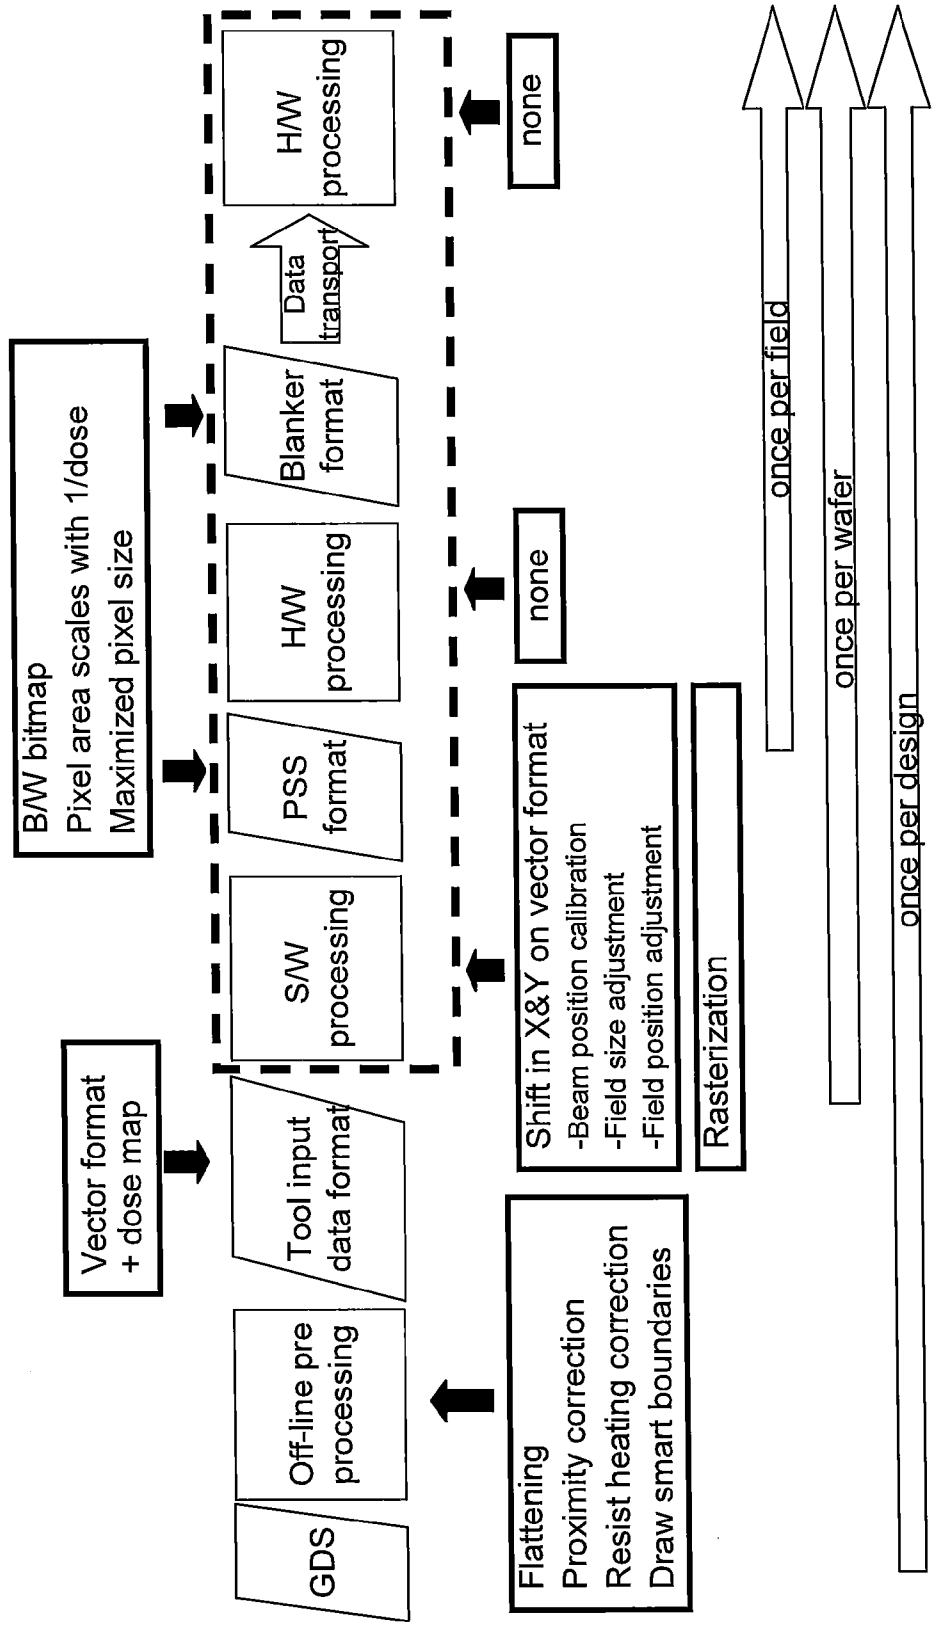 Vector format
+ dose map
B/W bitmap
Pixel area scales with 1/dose
Maximized pixel size
GDS
Off-line pre
processing
Tool input
data format
S/W
processing
PSS
format
H/W
processing
Blanker
format
Data
transport
H/W
processing
Flattening
Proximity correction
Resist heating correction
Draw smart boundaries
Shift in X&Y on vector format
-Beam position calibration
-Field size adjustment
-Field position adjustment
Rasterization
none
none
once per field
once per wafer
once per design